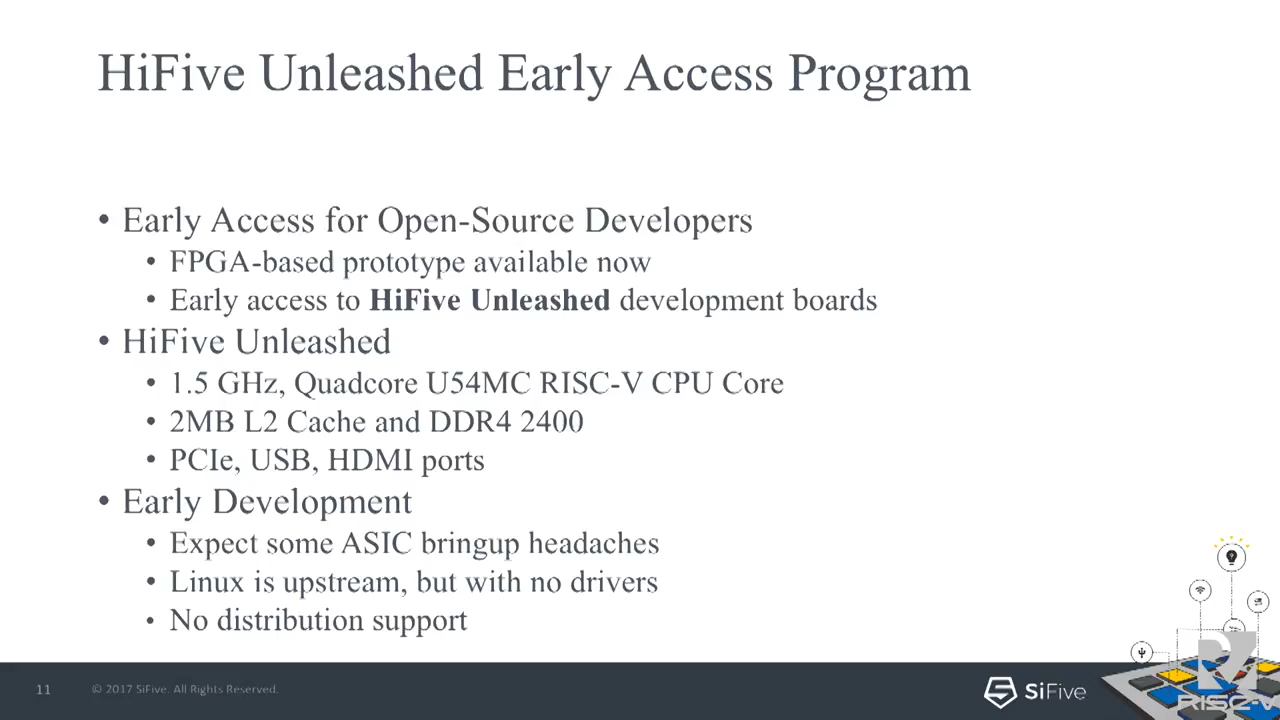 HiFive Unleashed Early Access Program
• Early Access for Open-Source Developers
• FPGA-based prototype available now
• Early access to HiFive Unleashed development boards
• HiFive Unleashed
• 1.5 GHz, Quadcore U54MC RISC-V CPU Core
• 2MB L2 Cache and DDR4 2400
• PCIe, USB, HDMI ports
• Early Development
• Expect some ASIC bringup headaches
• Linux is upstream, but with no drivers
• No distribution support
11
© 2017 SiFive. All Rights Reserved.
SiFive
RISC-V